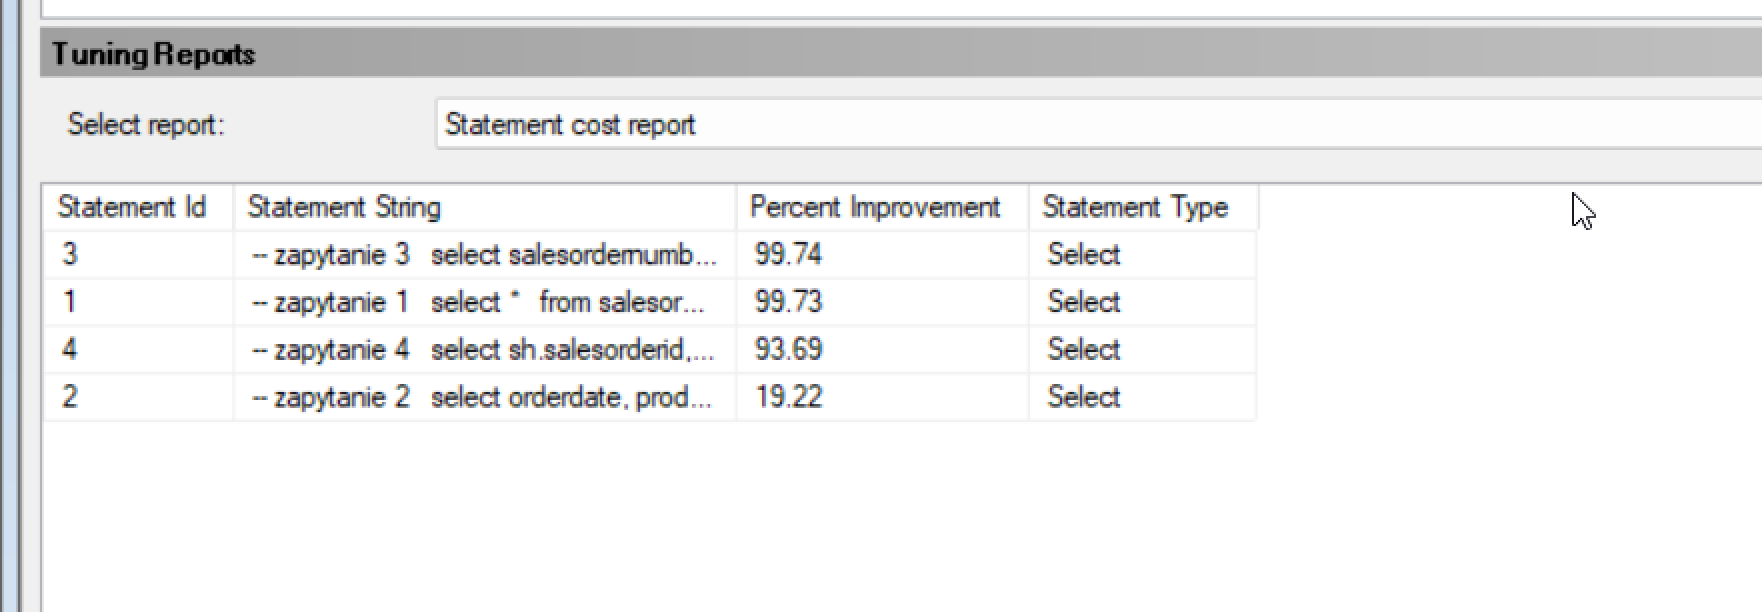 Tuning Reports
Select report: Statement cost report
Statement Id Statement String Percent Improvement Statement Type
3 -- zapytanie 3 select salesordernumb... 99.74 Select
1 -- zapytanie 1 select * from salesor... 99.73 Select
4 -- zapytanie 4 select sh.salesorderid,... 93.69 Select
2 -- zapytanie 2 select orderdate, prod... 19.22 Select